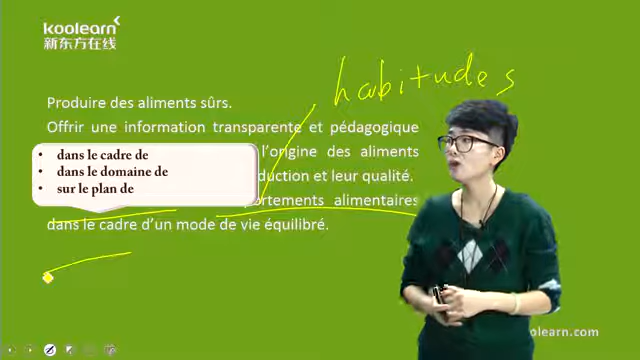 koolearn
新东方在线
habitudes
Produire des aliments sûrs.
Offrir une information transparente et pédagogique
l'origine des aliments
duction et leur qualité.
portements alimentaires
dans le cadre d'un mode de vie équilibré.
• dans le cadre de
• dans le domaine de
• sur le plan de
olearn.com